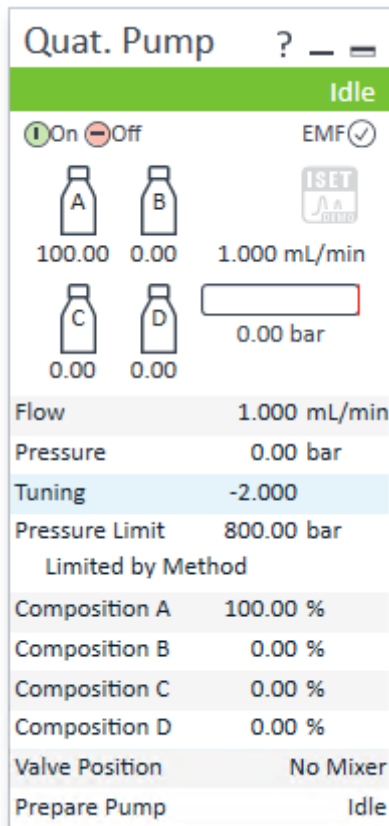 Quat. Pump ?
Idle
On Off EMF
A B ISET DEMO
100.00 0.00 1.000 mL/min
C D
0.00 bar
0.00 0.00
Flow 1.000 mL/min
Pressure 0.00 bar
Tuning -2.000
Pressure Limit 800.00 bar
Limited by Method
Composition A 100.00 %
Composition B 0.00 %
Composition C 0.00 %
Composition D 0.00 %
Valve Position No Mixer
Prepare Pump Idle